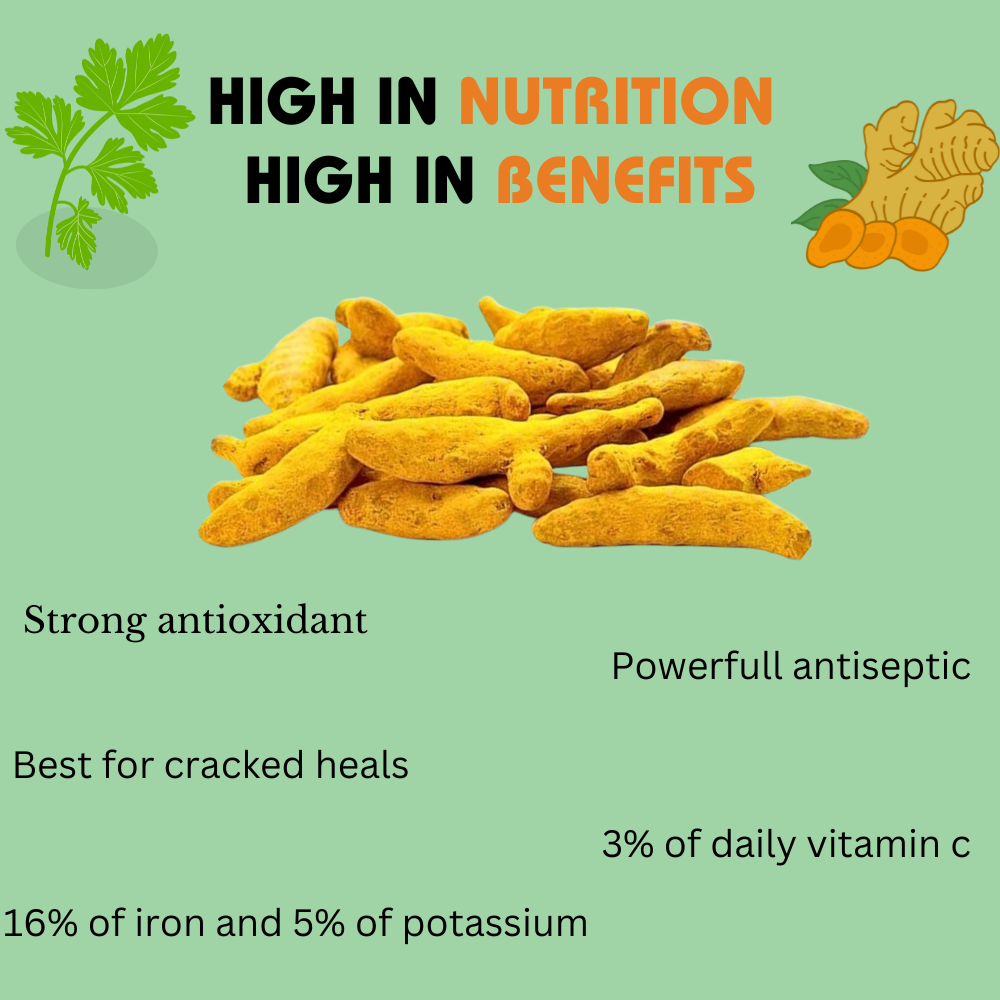 HIGH IN NUTRITION
HIGH IN BENEFITS
Strong antioxidant
Powerfull antiseptic
Best for cracked heals
3% of daily vitamin c
16% of iron and 5% of potassium